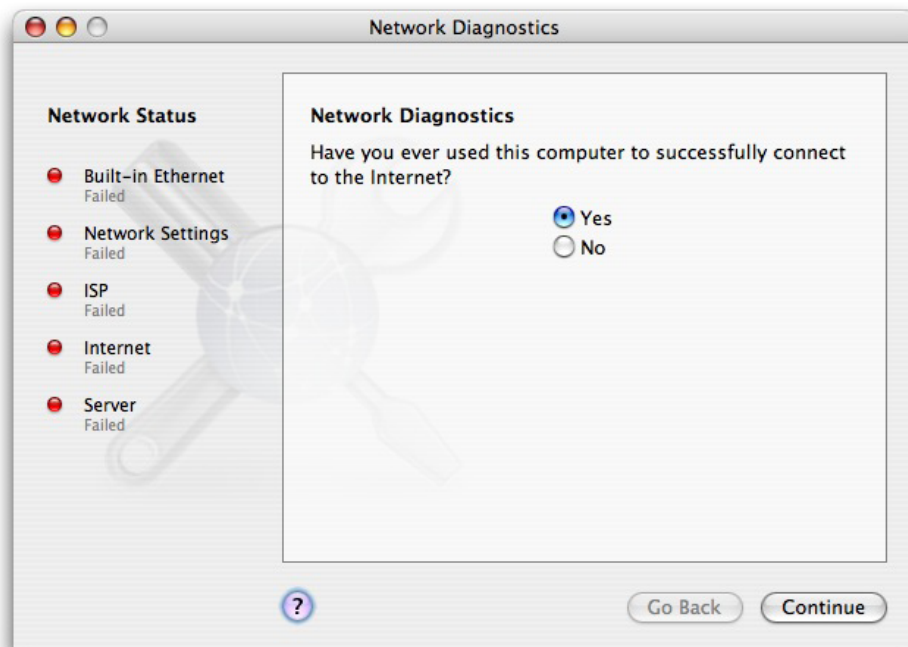 Network Diagnostics
Network Status
Built-in Ethernet
Failed
Network Settings
Failed
ISP
Failed
Internet
Failed
Server
Failed
Network Diagnostics
Have you ever used this computer to successfully connect
to the Internet?
Yes
No
?
Go Back
Continue